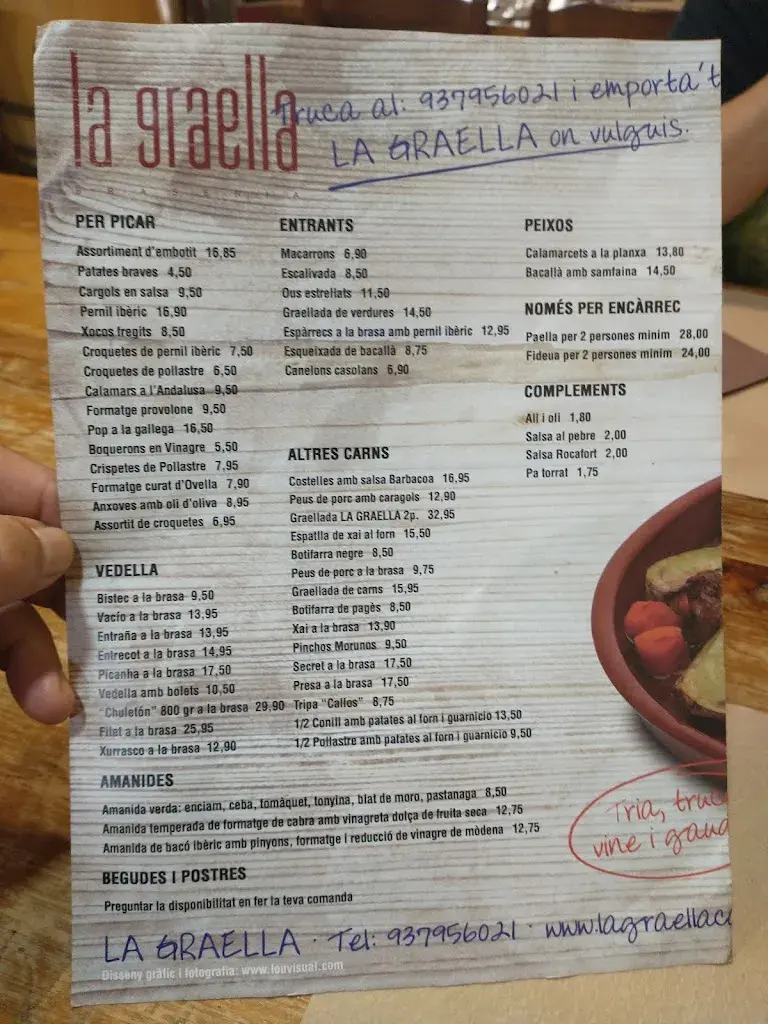 la graella
BRASERIA
Truca al: 937956021 i emporta't
LA GRAELLA on vulguis.
PER PICAR
Assortiment d'embotit 16,85
Patates braves 4,50
Cargols en salsa 9,50
Pernil ibèric 16,90
Xocos fregits 8,50
Croquetes de pernil ibèric 7,50
Croquetes de pollastre 6,50
Calamars a l'Andalusa 9,50
Formatge provolone 9,50
Pop a la gallega 16,50
Boquerons en Vinagre 5,50
Crispetes de Pollastre 7,95
Formatge curat d'Ovella 7,90
Anxoves amb oli d'oliva 8,95
Assortit de croquetes 6,95
VEDELLA
Bistec a la brasa 9,50
Vacío a la brasa 13,95
Entraña a la brasa 13,95
Entrecot a la brasa 14,95
Picanha a la brasa 17,50
Vedella amb bolets 10,50
"Chuletón" 800 gr a la brasa 29,90
Filet a la brasa 25,95
Xurrasco a la brasa 12,90
ENTRANTS
Macarrons 6,90
Escalivada 8,50
Ous estrellats 11,50
Graellada de verdures 14,50
Espàrrecs a la brasa amb pernil ibèric 12,95
Esqueixada de bacallà 8,75
Canelons casolans 6,90
ALTRES CARNS
Costelles amb salsa Barbacoa 16,95
Peus de porc amb caragols 12,90
Graellada LA GRAELLA 2p. 32,95
Espatlla de xai al forn 15,50
Botifarra negre 8,50
Peus de porc a la brasa 9,75
Graellada de carns 15,95
Botifarra de pagès 8,50
Xai a la brasa 13,90
Pinchos Morunos 9,50
Secret a la brasa 17,50
Presa a la brasa 17,50
Tripa "Callos" 8,75
1/2 Conill amb patates al forn i guarnicio 13,50
1/2 Pollastre amb patates al forn i guarnicio 9,50
PEIXOS
Calamarcets a la planxa 13,80
Bacallà amb samfaina 14,50
NOMÉS PER ENCÀRREC
Paella per 2 persones minim 28,00
Fideua per 2 persones minim 24,00
COMPLEMENTS
All i oli 1,80
Salsa al pebre 2,00
Salsa Rocafort 2,00
Pa torrat 1,75
AMANIDES
Amanida verda: enciam, ceba, tomàquet, tonyina, blat de moro, pastanaga 8,50
Amanida temperada de formatge de cabra amb vinagreta dolça de fruita seca 12,75
Amanida de bacó ibèric amb pinyons, formatge i reducció de vinagre de mòdena 12,75
BEGUDES I POSTRES
Preguntar la disponibilitat en fer la teva comanda
Tria, truc
vine i gaud
LA GRAELLA · Tel: 937956021 · www.lagraellac
Disseny gràfic i fotografia: www.louvisual.com